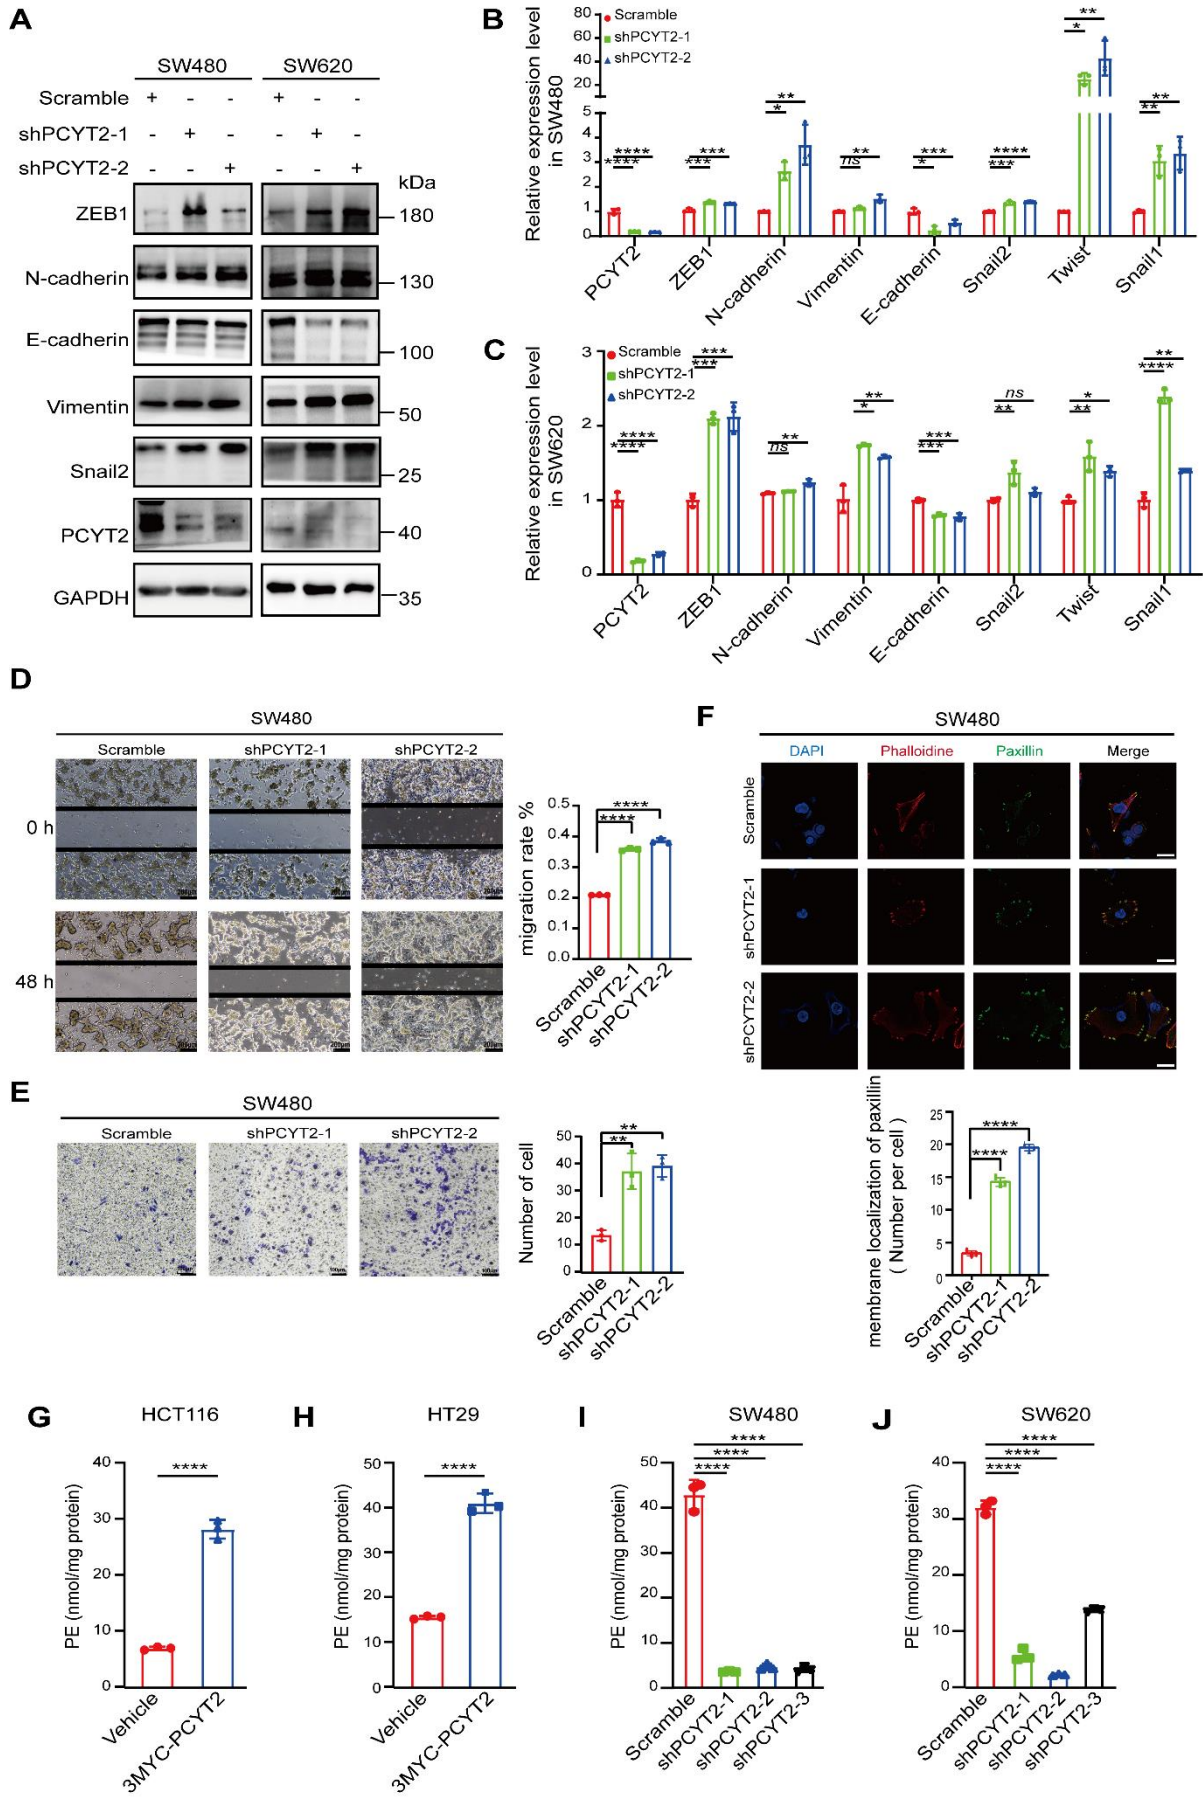 A
SW480 SW620
Scramble + - - + - -
shPCYT2-1 - + - - + -
shPCYT2-2 - - + - - +
kDa
ZEB1 180
N-cadherin 130
E-cadherin 100
Vimentin 50
Snail2 25
PCYT2 40
GAPDH 35
B
Relative expression level
in SW480
80
60
40
20
5
4
3
2
1
0
Scramble
shPCYT2-1
shPCYT2-2
**** **** *** *** * ** ns ** * *** *** **** * ** ** **
PCYT2 ZEB1 N-cadherin Vimentin E-cadherin Snail2 Twist Snail1
C
Relative expression level
in SW620
3
2
1
0
Scramble
shPCYT2-1
shPCYT2-2
**** **** *** *** ns ** * ** *** *** ** ns ** * **** **
PCYT2 ZEB1 N-cadherin Vimentin E-cadherin Snail2 Twist Snail1
D
SW480
Scramble shPCYT2-1 shPCYT2-2
0 h
200μm 200μm 200μm
48 h
200μm 200μm 200μm
migration rate %
0.5
0.4
0.3
0.2
0.1
0.0
****
****
Scramble shPCYT2-1 shPCYT2-2
E
SW480
Scramble shPCYT2-1 shPCYT2-2
Number of cell
50
40
30
20
10
0
**
**
Scramble shPCYT2-1 shPCYT2-2
F
SW480
DAPI Phalloidine Paxillin Merge
Scramble
shPCYT2-1
shPCYT2-2
membrane localization of paxillin
( Number per cell )
25
20
15
10
5
0
****
****
Scramble shPCYT2-1 shPCYT2-2
G
HCT116
PE (nmol/mg protein)
40
30
20
10
0
****
Vehicle 3MYC-PCYT2
H
HT29
PE (nmol/mg protein)
50
40
30
20
10
0
****
Vehicle 3MYC-PCYT2
I
SW480
PE (nmol/mg protein)
50
40
30
20
10
0
****
****
****
Scramble shPCYT2-1 shPCYT2-2 shPCYT2-3
J
SW620
PE (nmol/mg protein)
40
30
20
10
0
****
****
****
Scramble shPCYT2-1 shPCYT2-2 shPCYT2-3